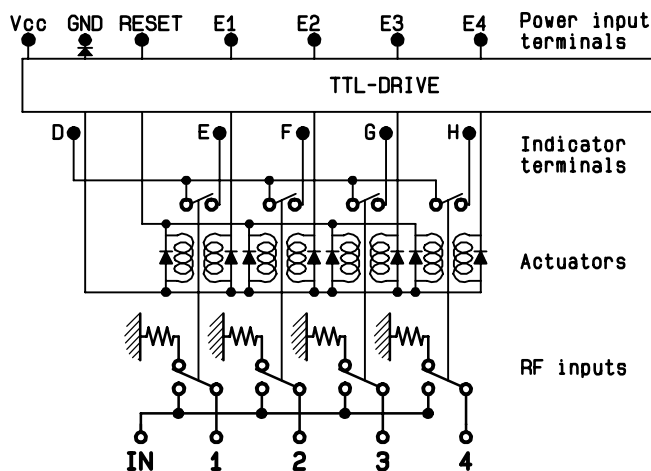 Vcc GND RESET E1 E2 E3 E4 Power input
terminals
TTL-DRIVE
D E F G H Indicator
terminals
Actuators
RF inputs
IN 1 2 3 4